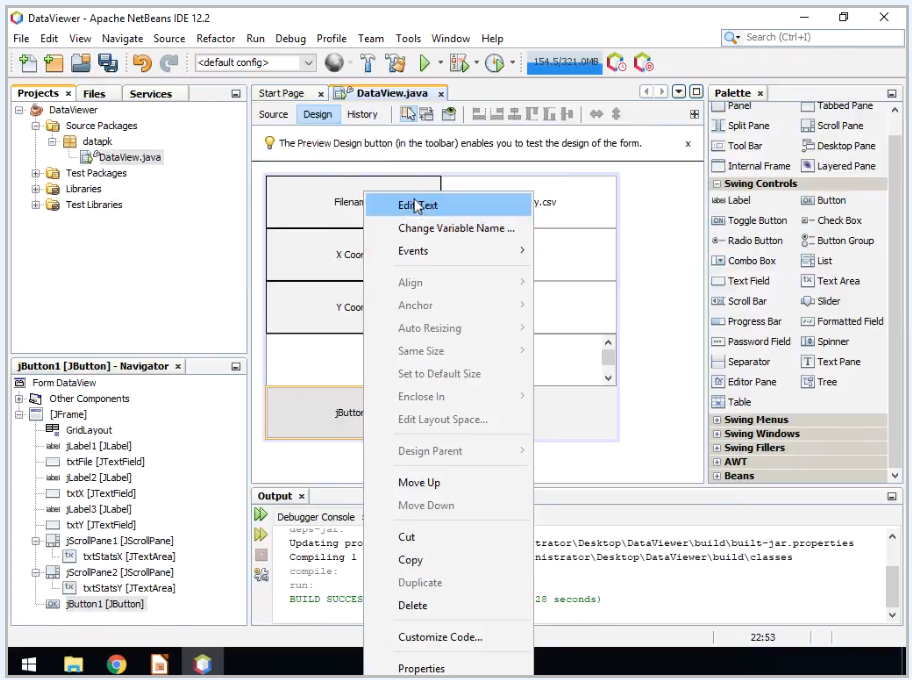 DataViewer - Apache NetBeans IDE 12.2
File Edit View Navigate Source Refactor Run Debug Profile Team Tools Window Help
Search (Ctrl+I)
<default config>
154.5/321.0MB
Projects Files Services
DataViewer
Source Packages
datapk
DataView.java
Test Packages
Libraries
Test Libraries
Start Page DataView.java
Source Design History
The Preview Design button (in the toolbar) enables you to test the design of the form. x
Filenam
y.csv
X Coor
Y Coor
jButton
Edit Text
Change Variable Name ...
Events
Align
Anchor
Auto Resizing
Same Size
Set to Default Size
Enclose In
Edit Layout Space...
Design Parent
Move Up
Move Down
Cut
Copy
Duplicate
Delete
Customize Code...
Properties
Palette
Panel Tabbed Pane
Split Pane Scroll Pane
Tool Bar Desktop Pane
Internal Frame Layered Pane
Swing Controls
label Label OK Button
ON Toggle Button Check Box
Radio Button Button Group
Combo Box List
Text Field Text Area
Scroll Bar Slider
Progress Bar Formatted Field
Password Field Spinner
Separator Text Pane
Editor Pane Tree
Table
Swing Menus
Swing Windows
Swing Fillers
AWT
Beans
jButton1 [JButton] - Navigator
Form DataView
Other Components
[JFrame]
GridLayout
label jLabel1 [JLabel]
txtFile [JTextField]
label jLabel2 [JLabel]
txtX [JTextField]
label jLabel3 [JLabel]
txtY [JTextField]
jScrollPane1 [JScrollPane]
txtStatsX [JTextArea]
jScrollPane2 [JScrollPane]
txtStatsY [JTextArea]
OK jButton1 [JButton]
Output
Debugger Console
deps-jar:
Updating pro
trator\Desktop\DataViewer\build\built-jar.properties
Compiling 1
nistrator\Desktop\DataViewer\build\classes
compile:
run:
BUILD SUCCES
28 seconds)
22:53